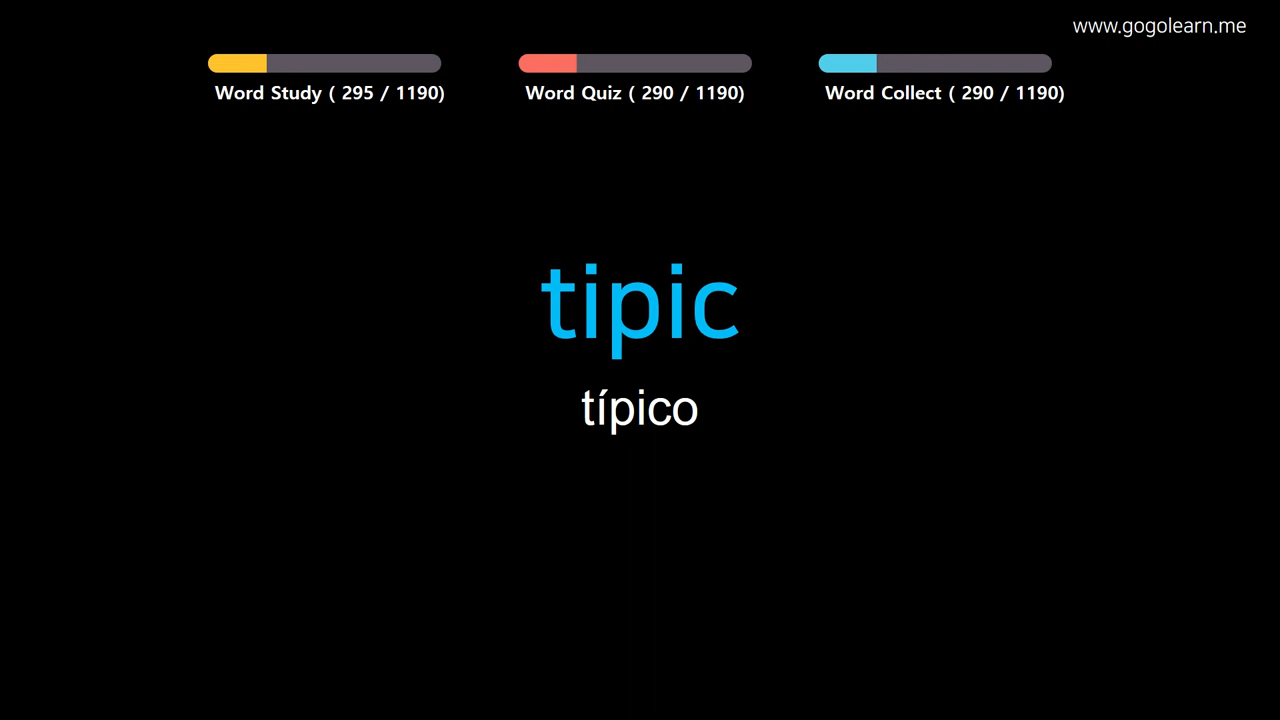 www.gogolearn.me
Word Study ( 295 / 1190)
Word Quiz ( 290 / 1190)
Word Collect ( 290 / 1190)
tipic
típico